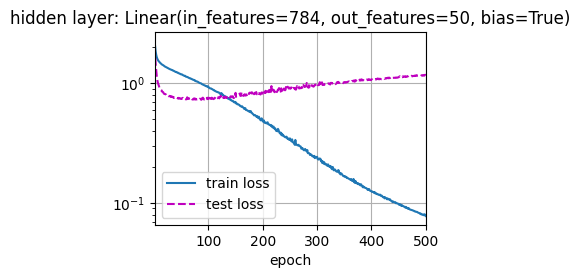 hidden layer: Linear(in_features=784, out_features=50, bias=True)
10⁰
10⁻¹
train loss
test loss
100 200 300 400 500
epoch